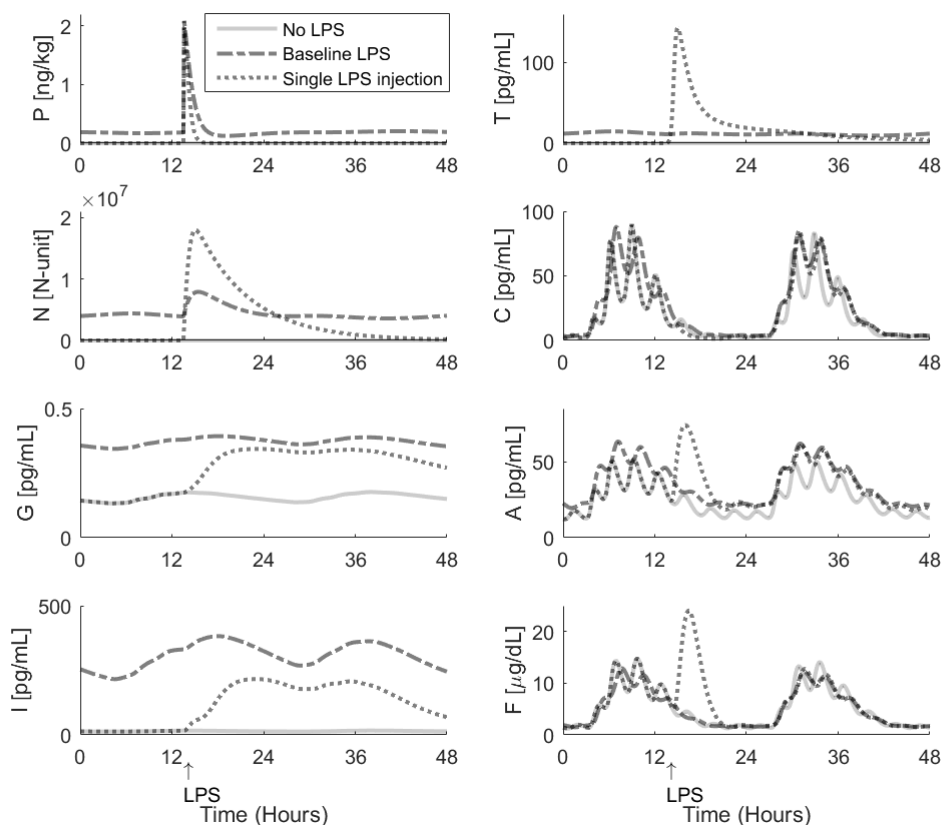 P [ng/kg]
2
1
0
No LPS
Baseline LPS
Single LPS injection
0 12 24 36 48
T [pg/mL]
100
0
0 12 24 36 48
×10⁷
N [N-unit]
2
1
0
0 12 24 36 48
C [pg/mL]
100
50
0
0 12 24 36 48
G [pg/mL]
0.5
0
0 12 24 36 48
A [pg/mL]
50
0
0 12 24 36 48
I [pg/mL]
500
0
0 12 24 36 48
↑
LPS
Time (Hours)
F [μg/dL]
20
10
0
0 12 24 36 48
↑
LPS
Time (Hours)